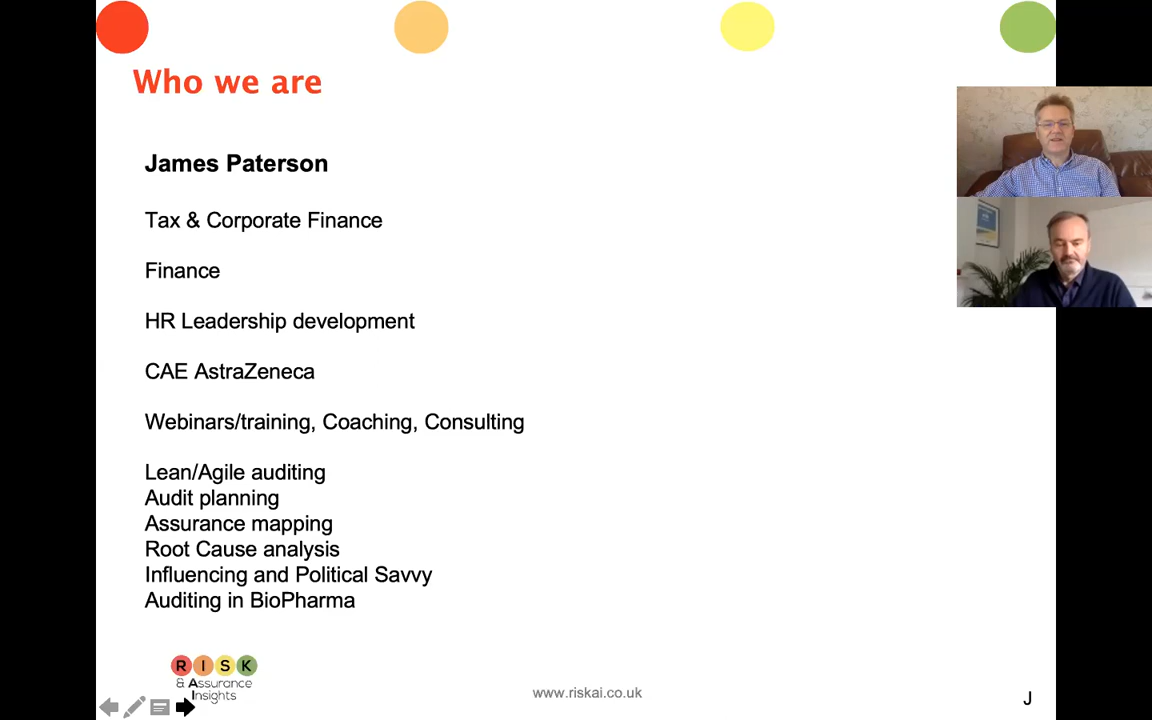 Who we are
James Paterson
Tax & Corporate Finance
Finance
HR Leadership development
CAE AstraZeneca
Webinars/training, Coaching, Consulting
Lean/Agile auditing
Audit planning
Assurance mapping
Root Cause analysis
Influencing and Political Savvy
Auditing in BioPharma
RISK
& Assurance
Insights
www.riskai.co.uk
J